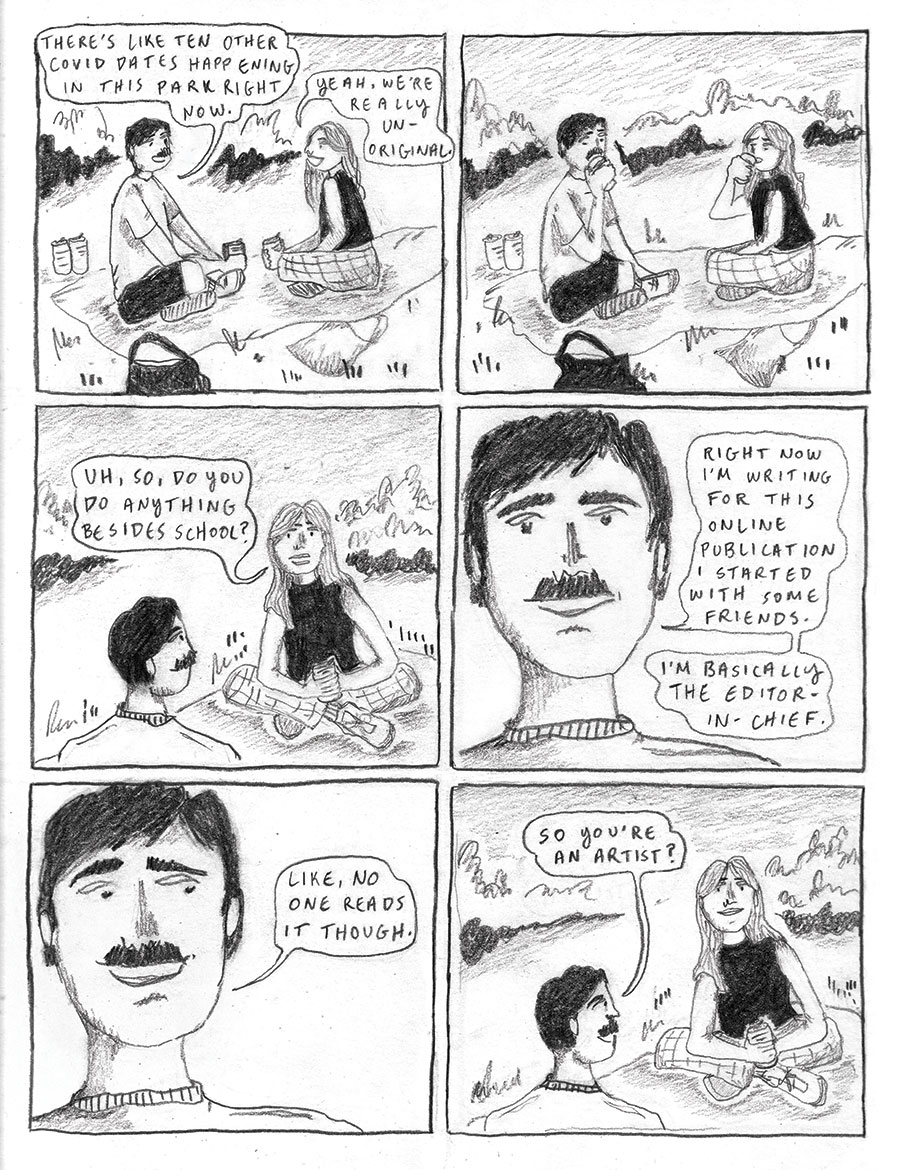 THERE'S LIKE TEN OTHER
COVID DATES HAPPENING
IN THIS PARK RIGHT
NOW.
YEAH, WE'RE
REALLY
UN-
ORIGINAL.
UH, SO, DO YOU
DO ANYTHING
BESIDES SCHOOL?
RIGHT NOW
I'M WRITING
FOR THIS
ONLINE
PUBLICATION
I STARTED
WITH SOME
FRIENDS.
I'M BASICALLY
THE EDITOR-
IN-CHIEF.
LIKE, NO
ONE READS
IT THOUGH.
SO YOU'RE
AN ARTIST?